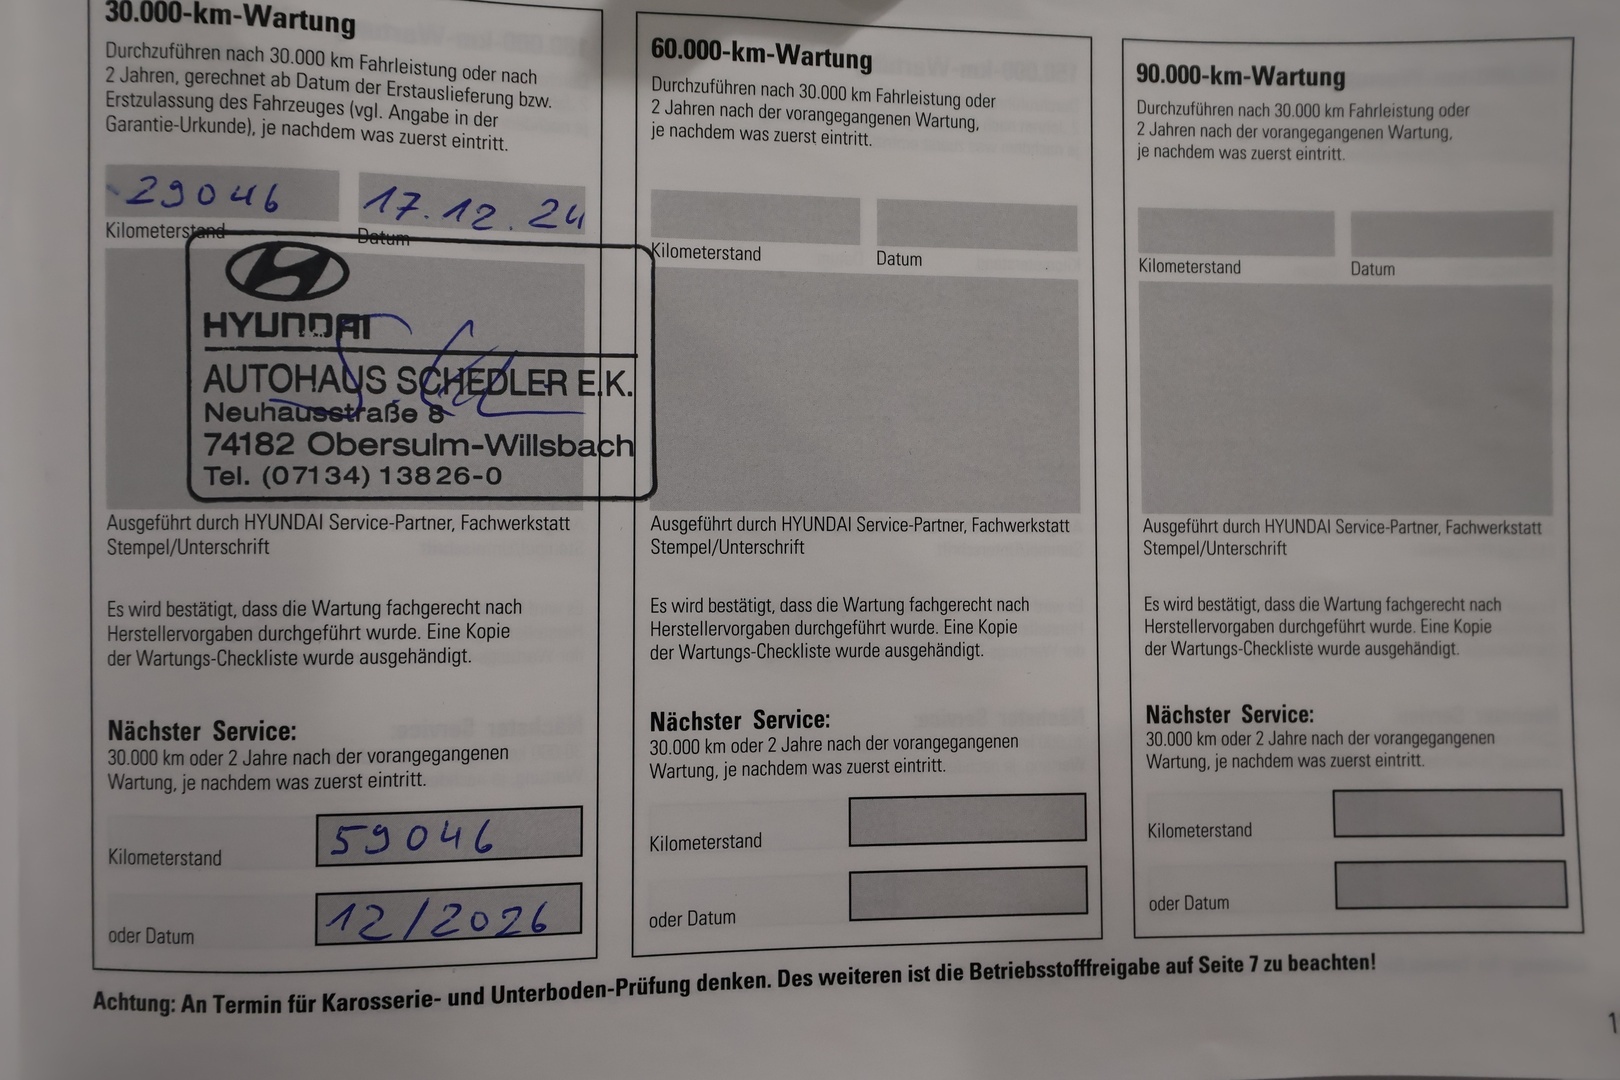 30.000-km-Wartung
Durchzuführen nach 30.000 km Fahrleistung oder nach
2 Jahren, gerechnet ab Datum der Erstauslieferung bzw.
Erstzulassung des Fahrzeuges (vgl. Angabe in der
Garantie-Urkunde), je nachdem was zuerst eintritt.
29046
17.12.24
Kilometerstand
Datum
HYUNDAI
AUTOHAUS SCHEDLER E.K.
Neuhausstraße 8
74182 Obersulm-Willsbach
Tel. (07134) 13826-0
Ausgeführt durch HYUNDAI Service-Partner, Fachwerkstatt
Stempel/Unterschrift
Es wird bestätigt, dass die Wartung fachgerecht nach
Herstellervorgaben durchgeführt wurde. Eine Kopie
der Wartungs-Checkliste wurde ausgehändigt.
Nächster Service:
30.000 km oder 2 Jahre nach der vorangegangenen
Wartung, je nachdem was zuerst eintritt.
Kilometerstand
59046
oder Datum
12/2026
60.000-km-Wartung
Durchzuführen nach 30.000 km Fahrleistung oder
2 Jahren nach der vorangegangenen Wartung,
je nachdem was zuerst eintritt.
Kilometerstand
Datum
Ausgeführt durch HYUNDAI Service-Partner, Fachwerkstatt
Stempel/Unterschrift
Es wird bestätigt, dass die Wartung fachgerecht nach
Herstellervorgaben durchgeführt wurde. Eine Kopie
der Wartungs-Checkliste wurde ausgehändigt.
Nächster Service:
30.000 km oder 2 Jahre nach der vorangegangenen
Wartung, je nachdem was zuerst eintritt.
Kilometerstand
oder Datum
90.000-km-Wartung
Durchzuführen nach 30.000 km Fahrleistung oder
2 Jahren nach der vorangegangenen Wartung,
je nachdem was zuerst eintritt.
Kilometerstand
Datum
Ausgeführt durch HYUNDAI Service-Partner, Fachwerkstatt
Stempel/Unterschrift
Es wird bestätigt, dass die Wartung fachgerecht nach
Herstellervorgaben durchgeführt wurde. Eine Kopie
der Wartungs-Checkliste wurde ausgehändigt.
Nächster Service:
30.000 km oder 2 Jahre nach der vorangegangenen
Wartung, je nachdem was zuerst eintritt.
Kilometerstand
oder Datum
Achtung: An Termin für Karosserie- und Unterboden-Prüfung denken. Des weiteren ist die Betriebsstofffreigabe auf Seite 7 zu beachten!